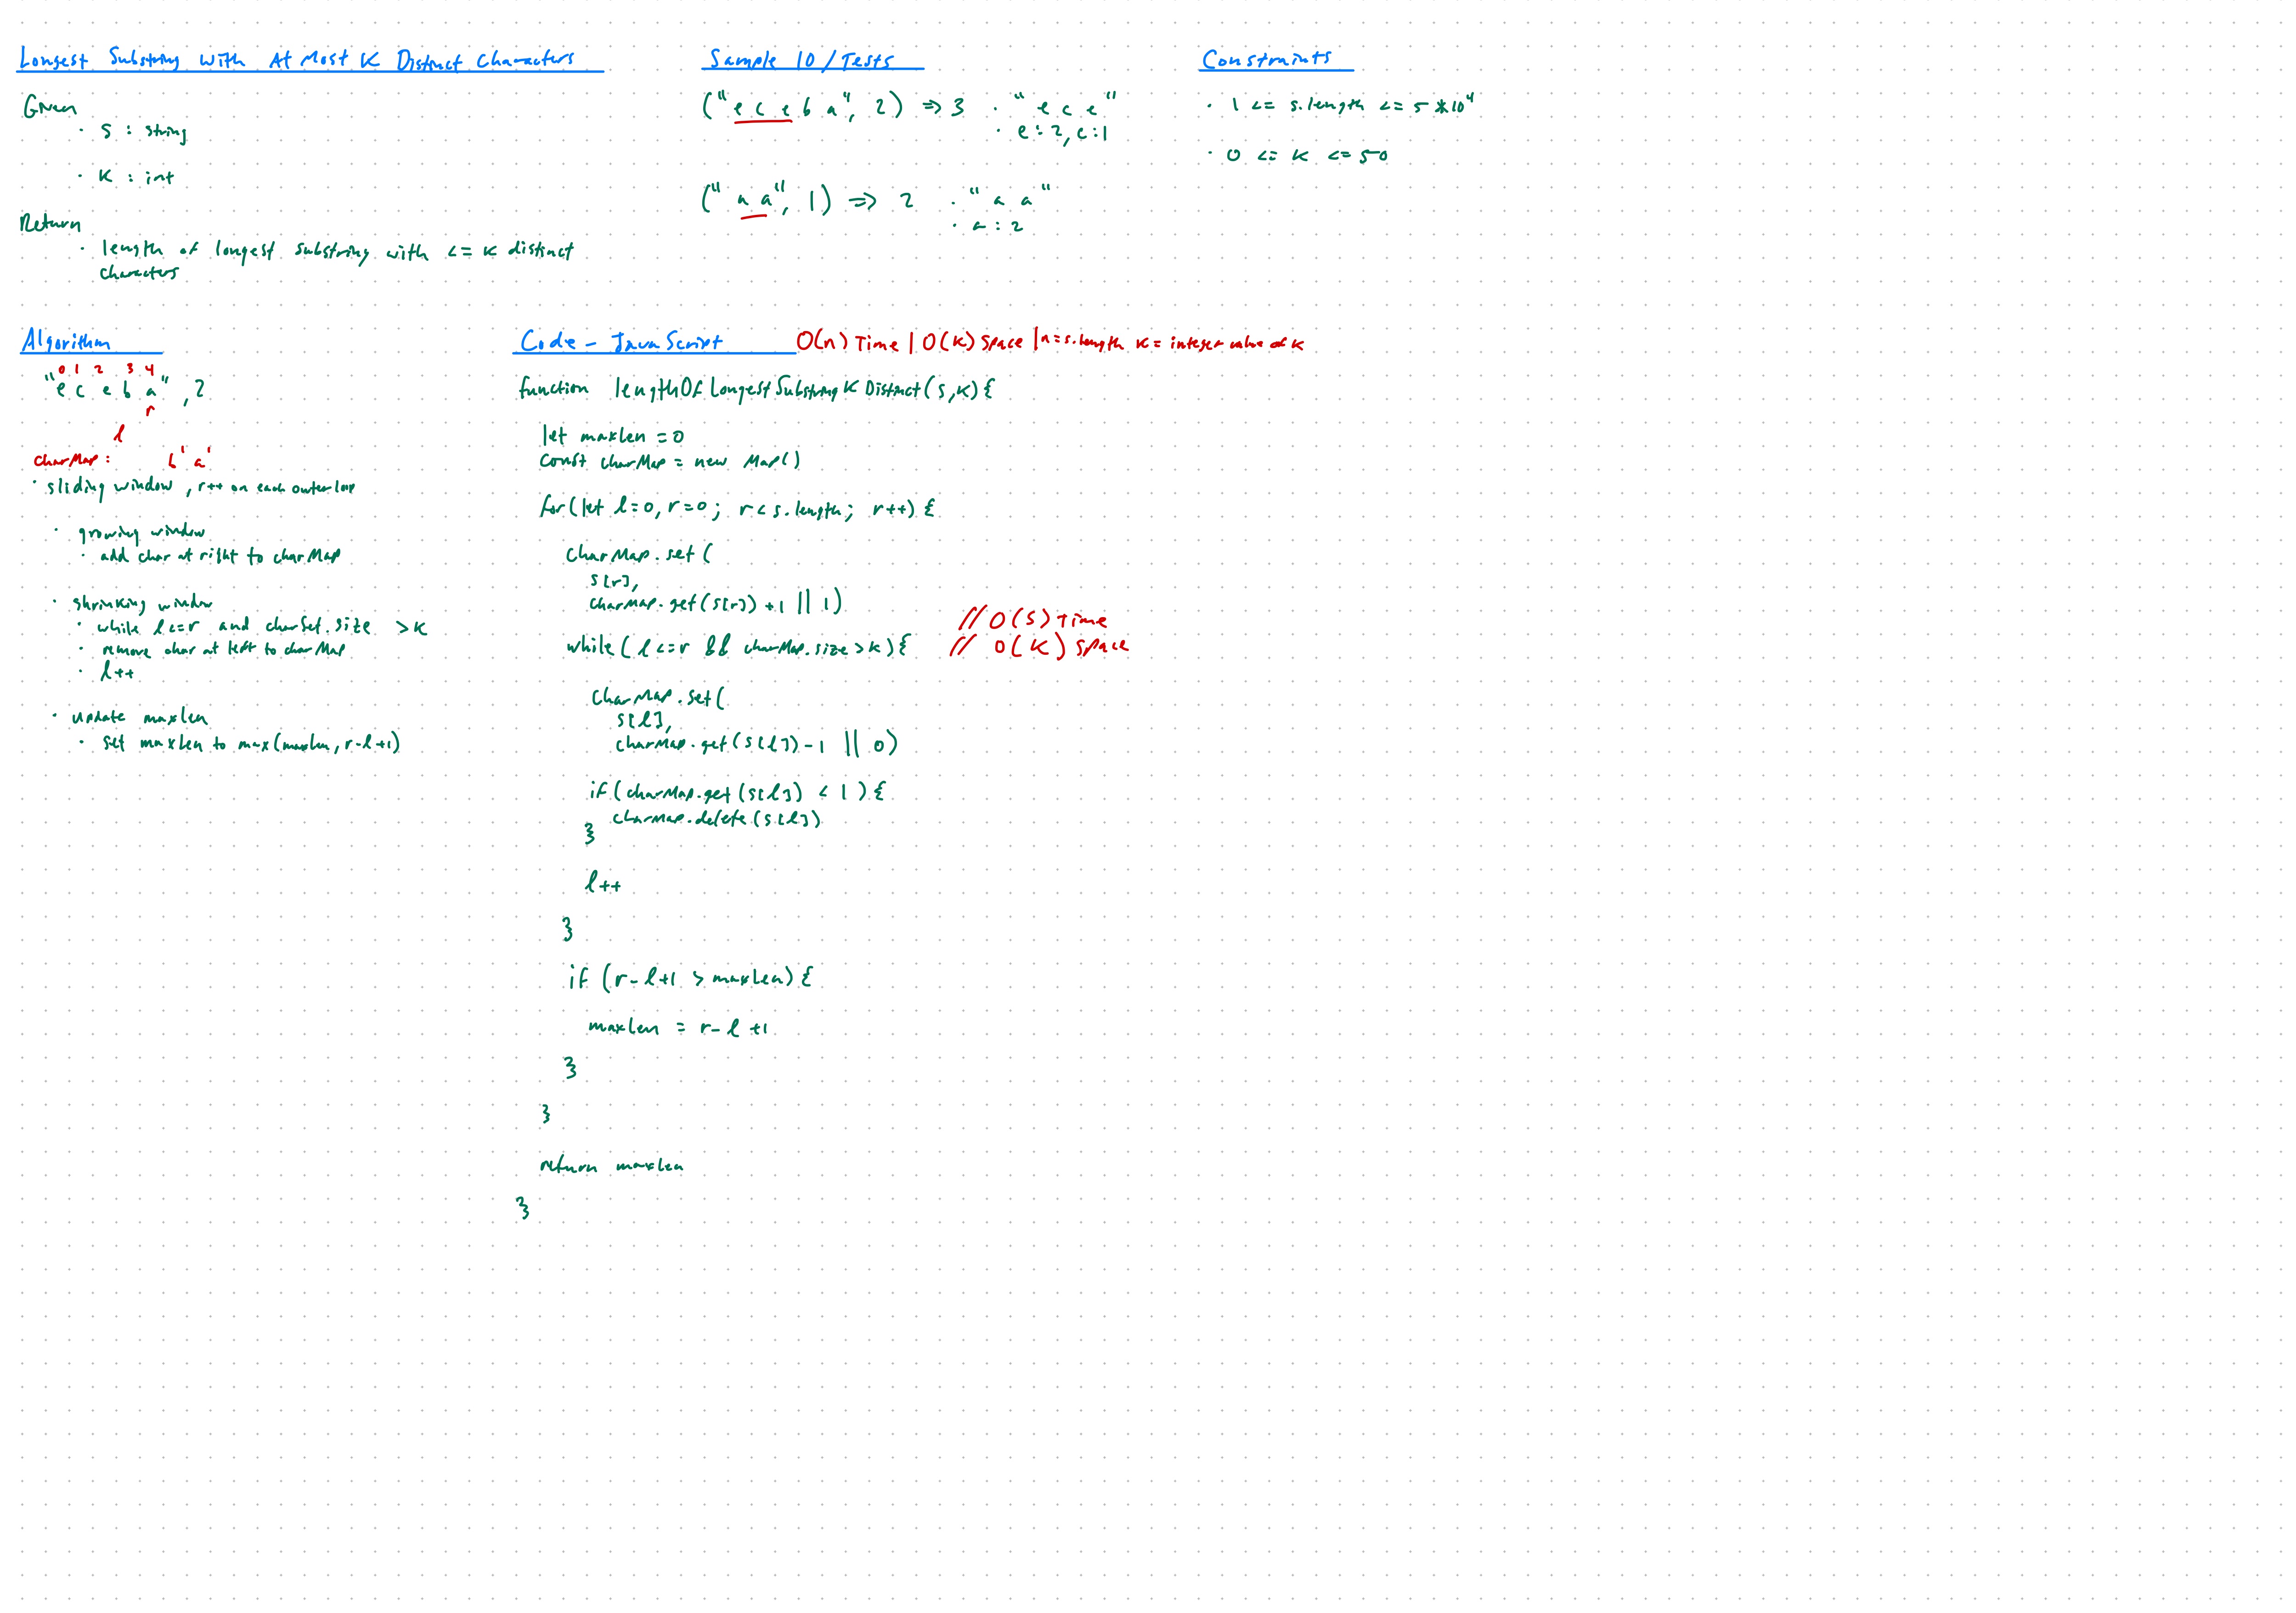 Longest Substring with At Most K Distinct Characters
Given
· S : string
· K : int
Return
· length of longest substring with <= K distinct
characters
Sample IO / Tests
("eceba", 2) => 3 · "ece"
· e:2, c:1
("aa", 1) => 2 · "aa"
· a:2
Constraints
· 1 <= s.length <= 5 * 10^4
· 0 <= K <= 50
Algorithm
0 1 2 3 4
"eceba", 2
r
l
charMap: b' a'
· sliding window, r++ on each outer loop
· growing window
· add char at right to charMap
· shrinking window
· while l<=r and charSet.size > K
· remove char at left to charMap
· l++
· update maxLen
· set maxLen to max(maxLen, r-l+1)
Code - JavaScript O(n) Time | O(K) Space | n = s.length K = integer value of K
function lengthOfLongestSubstringKDistinct(s,K){
let maxLen = 0
const charMap = new Map()
for(let l=0, r=0; r<s.length; r++){
charMap.set(
s[r],
charMap.get(s[r])+1 || 1)
while(l<=r && charMap.size>K){
// O(S) Time
// O(K) Space
charMap.set(
s[l],
charMap.get(s[l])-1 || 0)
if(charMap.get(s[l]) < 1){
charMap.delete(s[l])
}
l++
}
if (r-l+1 > maxLen){
maxLen = r-l+1
}
}
return maxLen
}